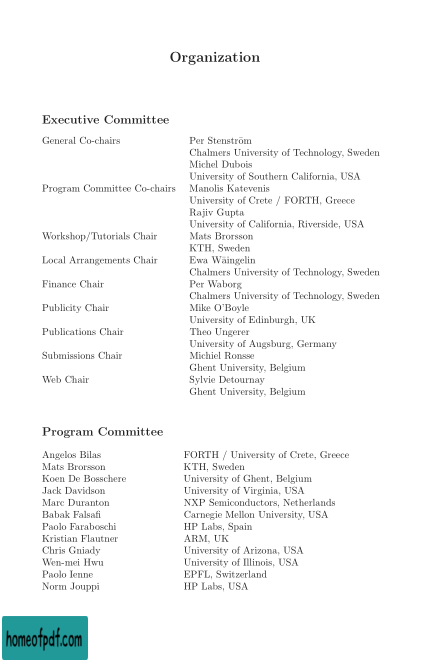 Organization
Executive Committee
General Co-chairs Per Stenström
Chalmers University of Technology, Sweden
Michel Dubois
University of Southern California, USA
Program Committee Co-chairs Manolis Katevenis
University of Crete / FORTH, Greece
Rajiv Gupta
University of California, Riverside, USA
Workshop/Tutorials Chair Mats Brorsson
KTH, Sweden
Local Arrangements Chair Ewa Wäingelin
Chalmers University of Technology, Sweden
Finance Chair Per Waborg
Chalmers University of Technology, Sweden
Publicity Chair Mike O'Boyle
University of Edinburgh, UK
Publications Chair Theo Ungerer
University of Augsburg, Germany
Submissions Chair Michiel Ronsse
Ghent University, Belgium
Web Chair Sylvie Detournay
Ghent University, Belgium
Program Committee
Angelos Bilas FORTH / University of Crete, Greece
Mats Brorsson KTH, Sweden
Koen De Bosschere University of Ghent, Belgium
Jack Davidson University of Virginia, USA
Marc Duranton NXP Semiconductors, Netherlands
Babak Falsafi Carnegie Mellon University, USA
Paolo Faraboschi HP Labs, Spain
Kristian Flautner ARM, UK
Chris Gniady University of Arizona, USA
Wen-mei Hwu University of Illinois, USA
Paolo Ienne EPFL, Switzerland
Norm Jouppi HP Labs, USA
homeofpdf.com